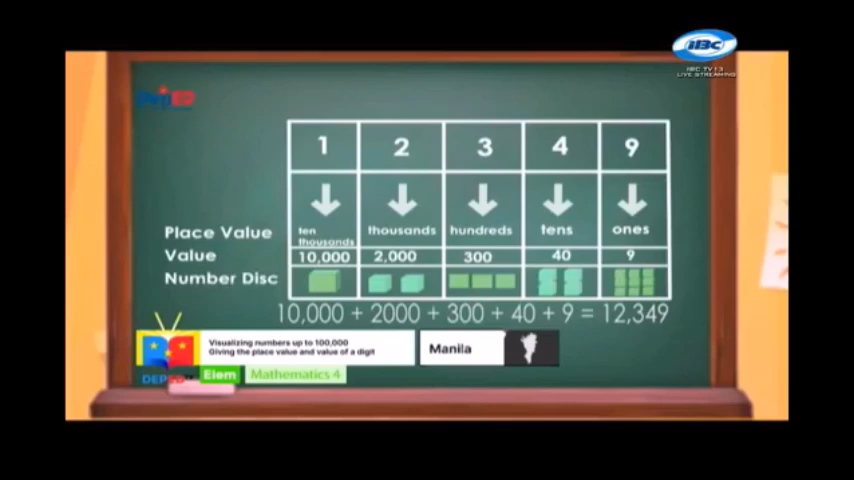 IBC
IBC TV 13
LIVE STREAMING
DepED
1 2 3 4 9
Place Value ten thousands thousands hundreds tens ones
Value 10,000 2,000 300 40 9
Number Disc
10,000 + 2000 + 300 + 40 + 9 = 12,349
Visualizing numbers up to 100,000
Giving the place value and value of a digit
Manila
DEPED
Elem Mathematics 4